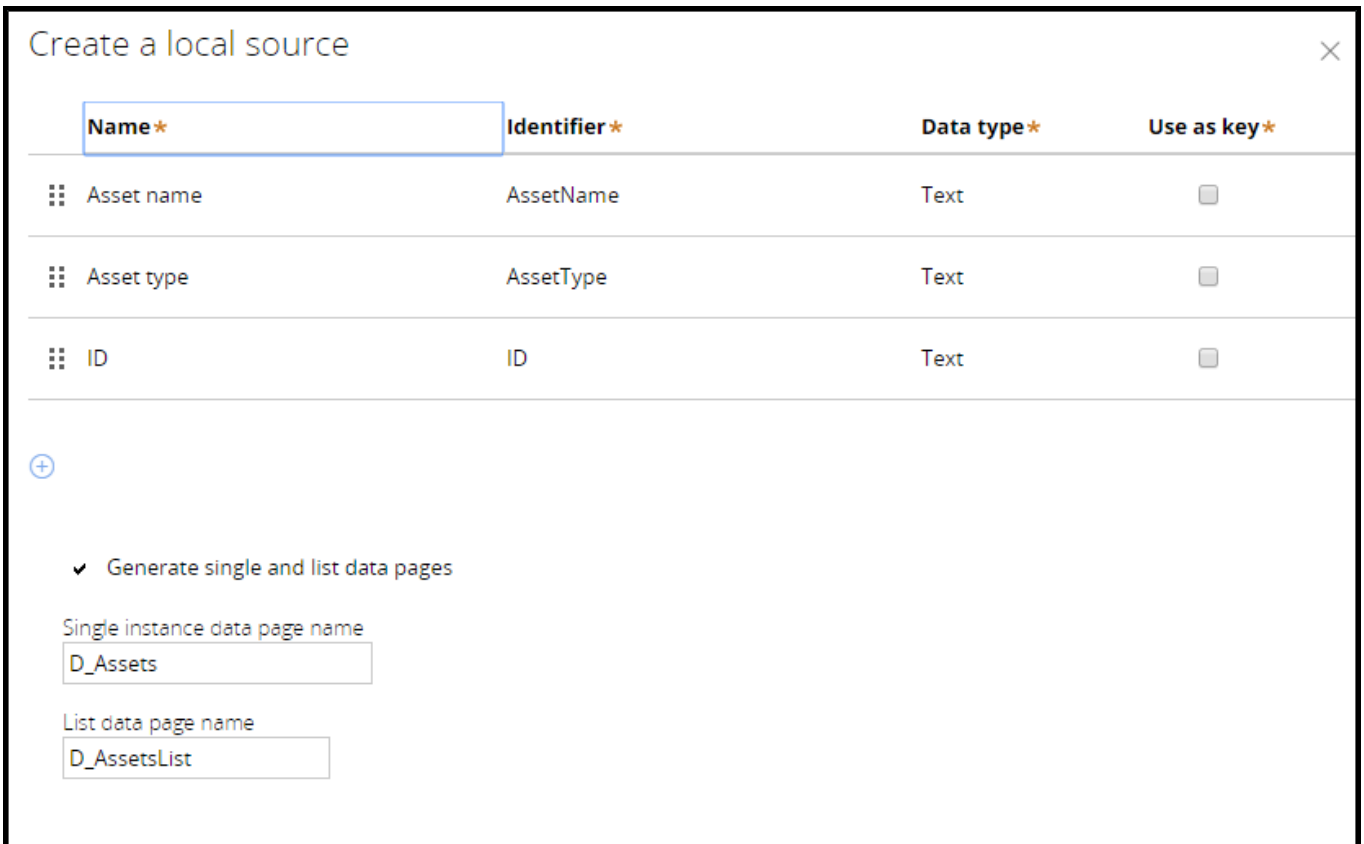 Create a local source
Name* Identifier* Data type* Use as key*
Asset name AssetName Text
Asset type AssetType Text
ID ID Text
Generate single and list data pages
Single instance data page name
D_Assets
List data page name
D_AssetsList